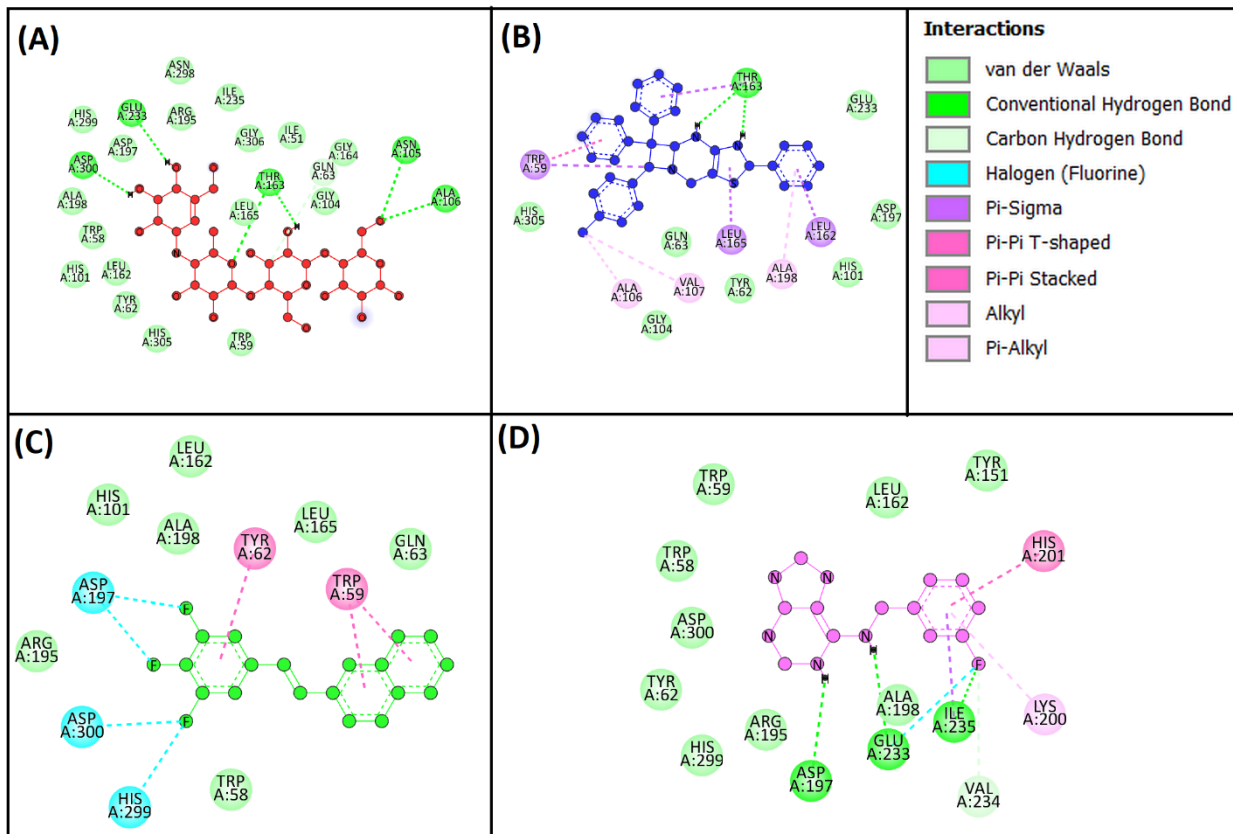 (A)
ASN
A:298
ILE
A:235
GLU
A:233
ARG
A:195
HIS
A:299
ASP
A:197
GLY
A:306
ILE
A:51
GLY
A:164
ASN
A:105
ASP
A:300
GLN
A:63
THR
A:163
ALA
A:198
LEU
A:165
GLY
A:104
ALA
A:106
TRP
A:58
HIS
A:101
LEU
A:162
TYR
A:62
HIS
A:305
TRP
A:59
N
H
H
H
(B)
THR
A:163
GLU
A:233
TRP
A:59
H
H
N
N
N
S
HIS
A:305
GLN
A:63
LEU
A:165
LEU
A:162
ASP
A:197
ALA
A:106
VAL
A:107
TYR
A:62
ALA
A:198
HIS
A:101
GLY
A:104
Interactions
van der Waals
Conventional Hydrogen Bond
Carbon Hydrogen Bond
Halogen (Fluorine)
Pi-Sigma
Pi-Pi T-shaped
Pi-Pi Stacked
Alkyl
Pi-Alkyl
(C)
LEU
A:162
HIS
A:101
ALA
A:198
LEU
A:165
TYR
A:62
GLN
A:63
ASP
A:197
TRP
A:59
F
ARG
A:195
F
ASP
A:300
F
TRP
A:58
HIS
A:299
(D)
TRP
A:59
LEU
A:162
TYR
A:151
TRP
A:58
HIS
A:201
N
N
ASP
A:300
N
N
N
H
H
F
TYR
A:62
ALA
A:198
ILE
A:235
LYS
A:200
ARG
A:195
HIS
A:299
GLU
A:233
ASP
A:197
VAL
A:234